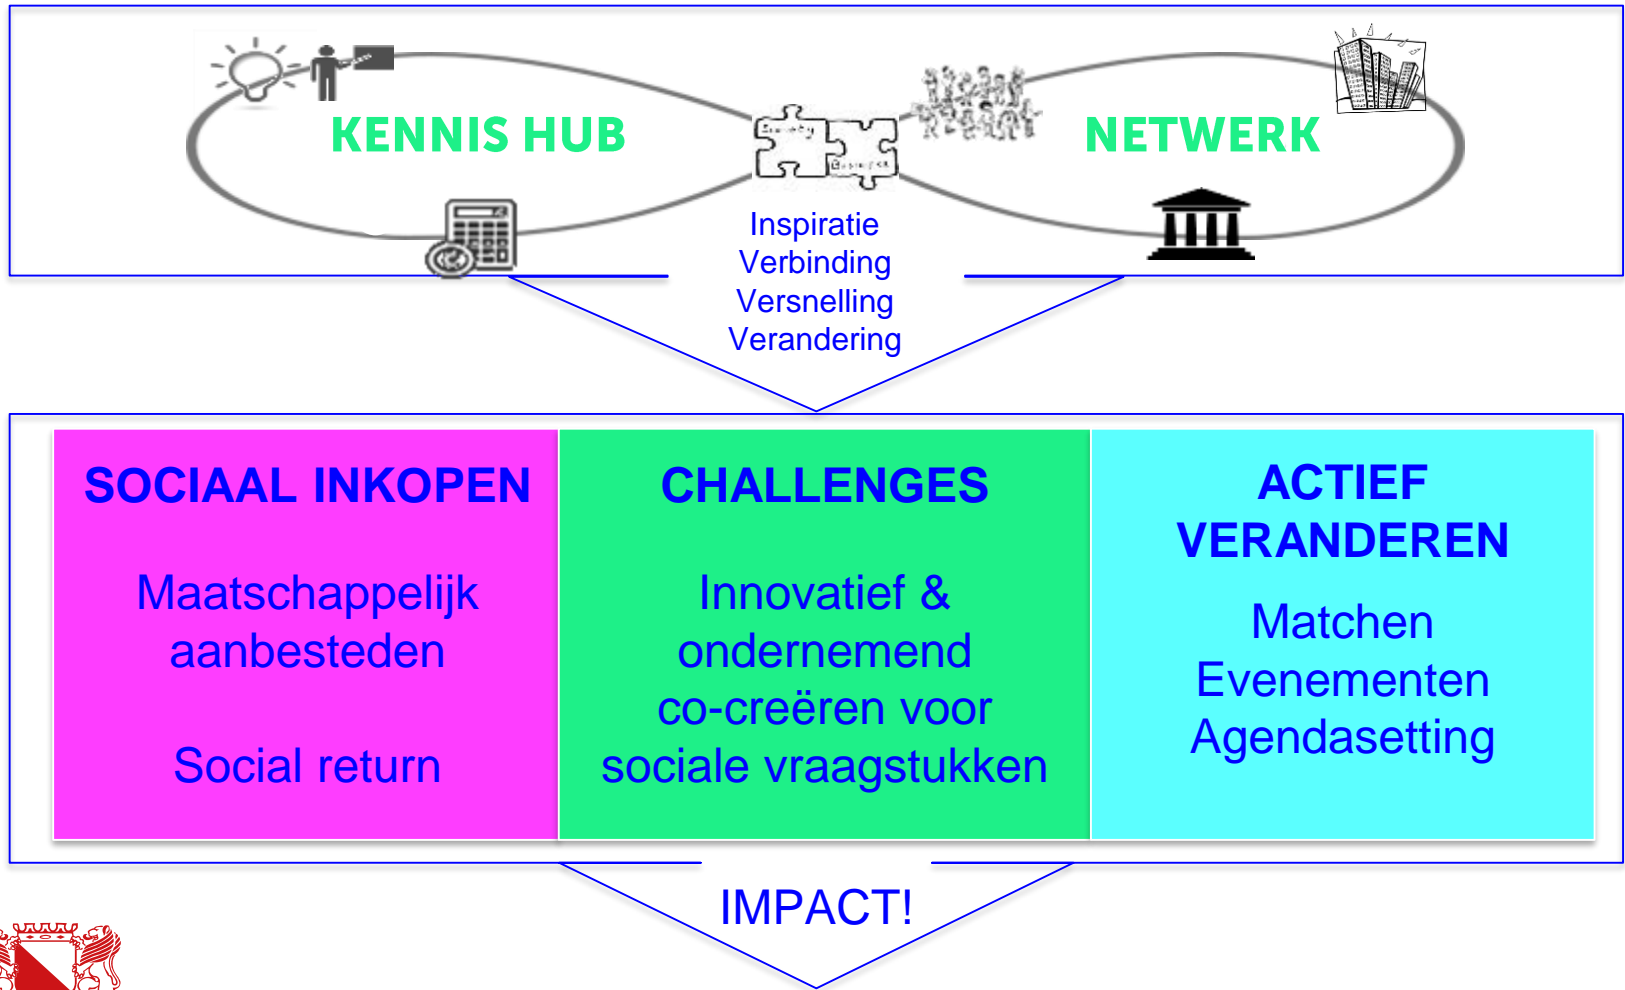 KENNIS HUB
NETWERK
Inspiratie
Verbinding
Versnelling
Verandering
SOCIAAL INKOPEN
Maatschappelijk
aanbesteden
Social return
CHALLENGES
Innovatief &
ondernemend
co-creëren voor
sociale vraagstukken
ACTIEF
VERANDEREN
Matchen
Evenementen
Agendasetting
IMPACT!